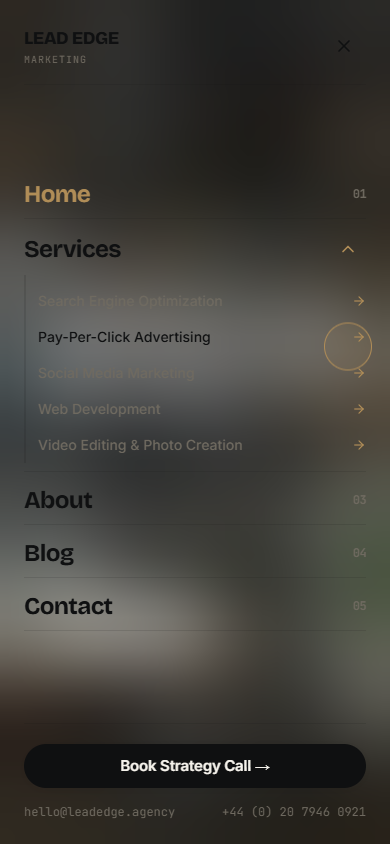 LEAD EDGE
MARKETING
Home 01
Services
Search Engine Optimization →
Pay-Per-Click Advertising →
Social Media Marketing →
Web Development →
Video Editing & Photo Creation →
About 03
Blog 04
Contact 05
Book Strategy Call →
hello@leadedge.agency +44 (0) 20 7946 0921